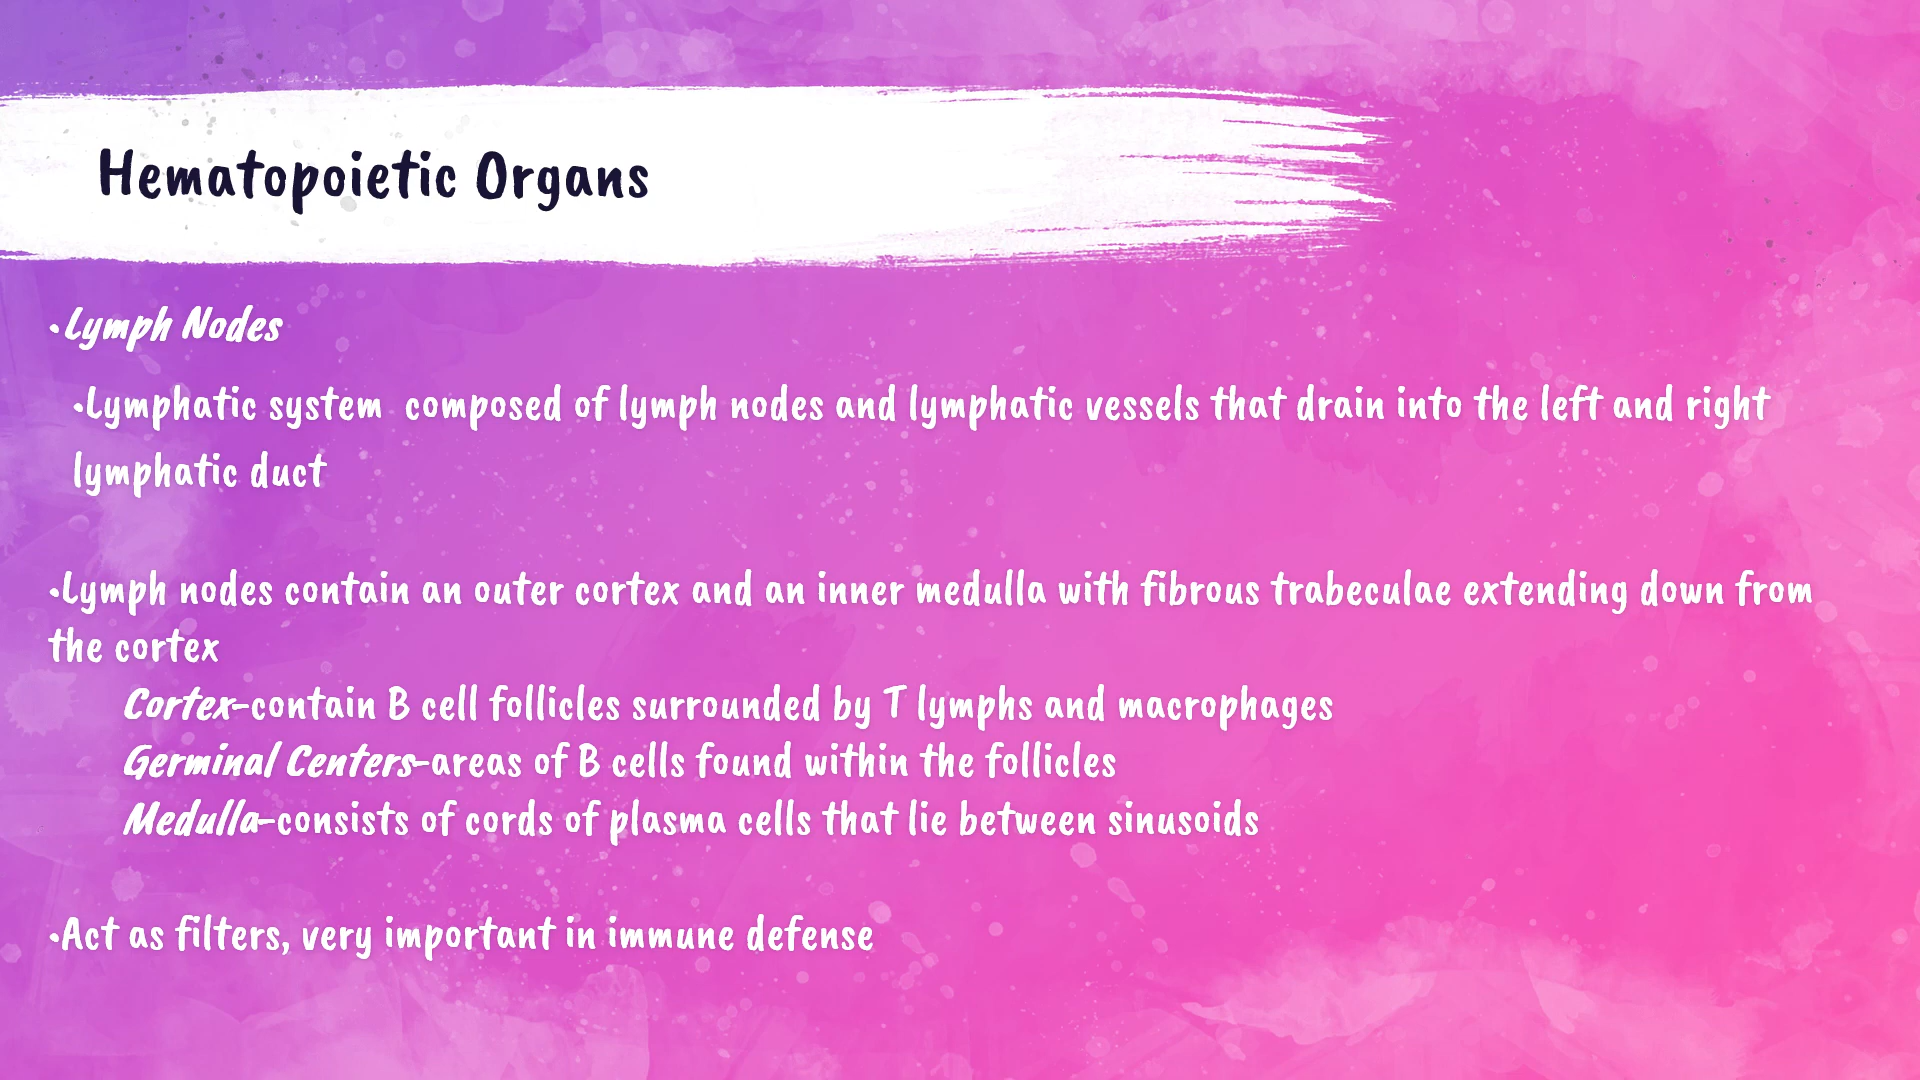 Hematopoietic Organs
•Lymph Nodes
•Lymphatic system  composed of lymph nodes and lymphatic vessels that drain into the left and right
lymphatic duct
•Lymph nodes contain an outer cortex and an inner medulla with fibrous trabeculae extending down from
the cortex
Cortex-contain B cell follicles surrounded by T lymphs and macrophages
Germinal Centers-areas of B cells found within the follicles
Medulla-consists of cords of plasma cells that lie between sinusoids
•Act as filters, very important in immune defense